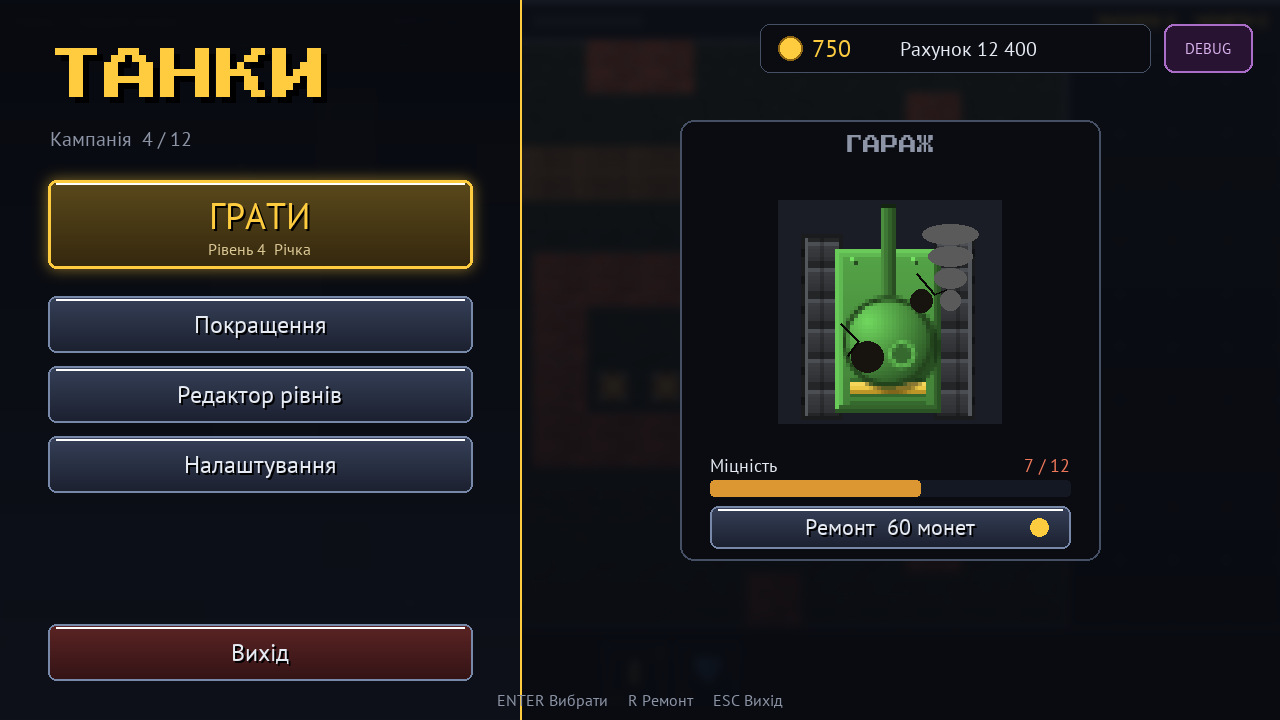 ТАНКИ
Кампанія 4 / 12
ГРАТИ
Рівень 4 Річка
Покращення
Редактор рівнів
Налаштування
Вихід
750
Рахунок 12 400
DEBUG
ГАРАЖ
Міцність 7 / 12
Ремонт 60 монет
ENTER Вибрати R Ремонт ESC Вихід